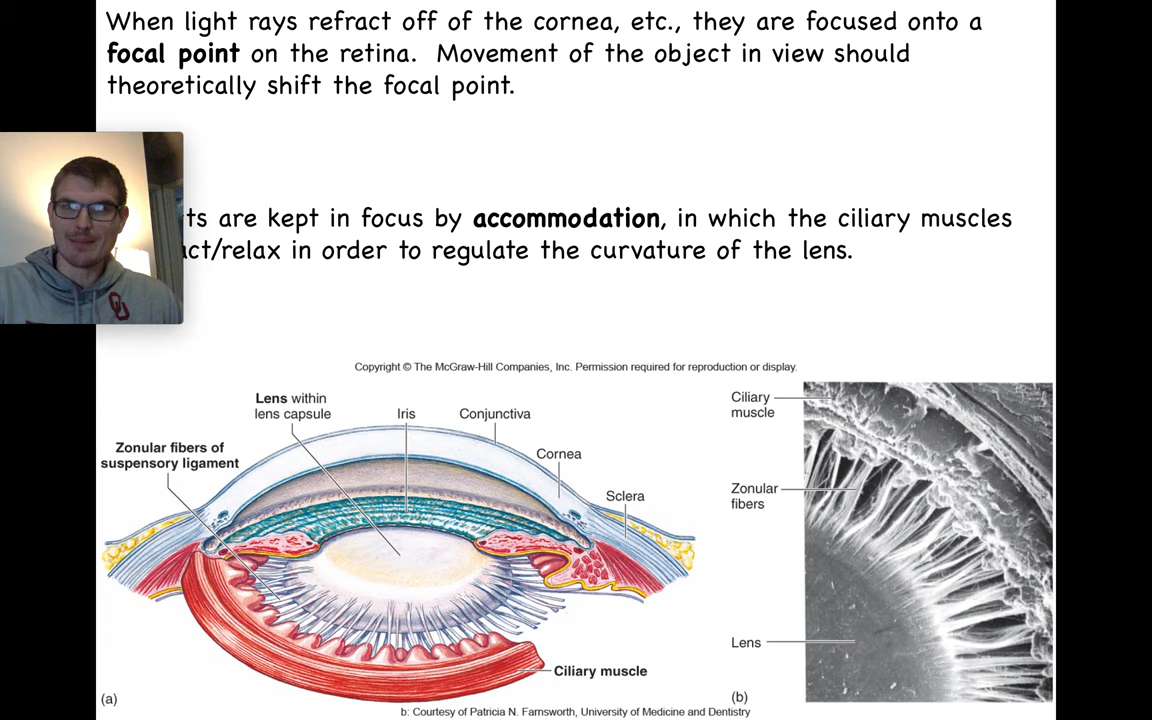 When light rays refract off of the cornea, etc., they are focused onto a
focal point on the retina.  Movement of the object in view should
theoretically shift the focal point.
are kept in focus by accommodation, in which the ciliary muscles
/relax in order to regulate the curvature of the lens.
Copyright © The McGraw-Hill Companies, Inc. Permission required for reproduction or display.
Lens within
lens capsule
Iris
Conjunctiva
Zonular fibers of
suspensory ligament
Cornea
Sclera
Ciliary muscle
(a)
Ciliary
muscle
Zonular
fibers
Lens
(b)
b: Courtesy of Patricia N. Farnsworth, University of Medicine and Dentistry
OU